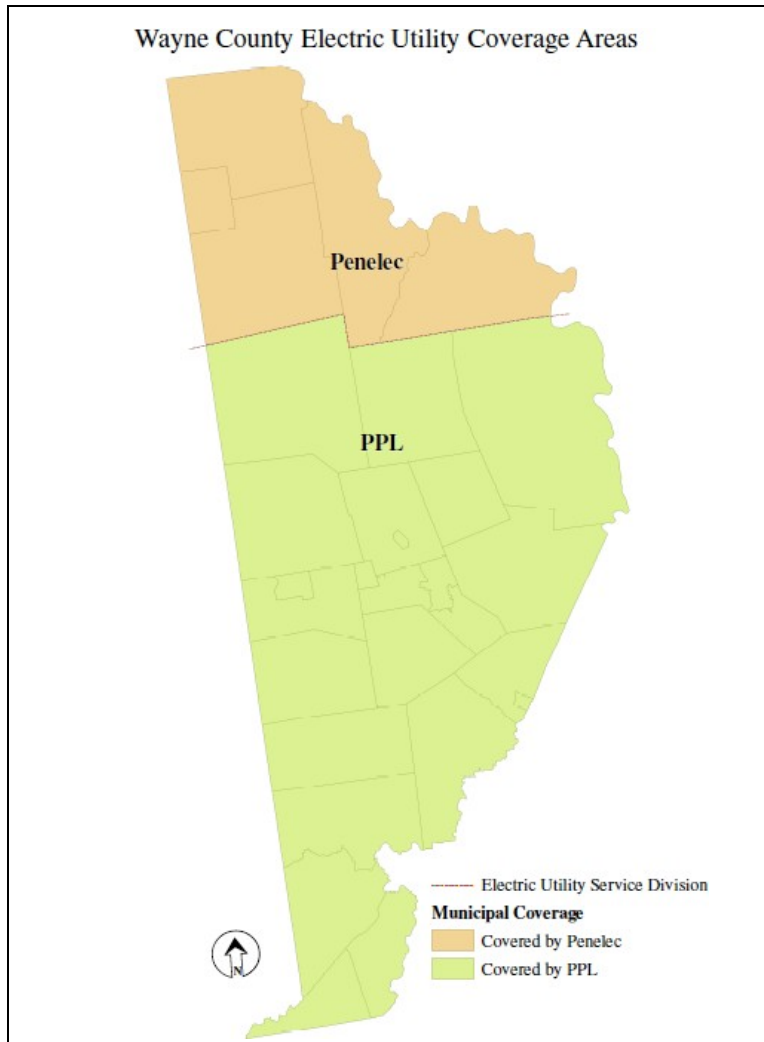 Wayne County Electric Utility Coverage Areas
Penelec
PPL
Electric Utility Service Division
Municipal Coverage
Covered by Penelec
Covered by PPL
N